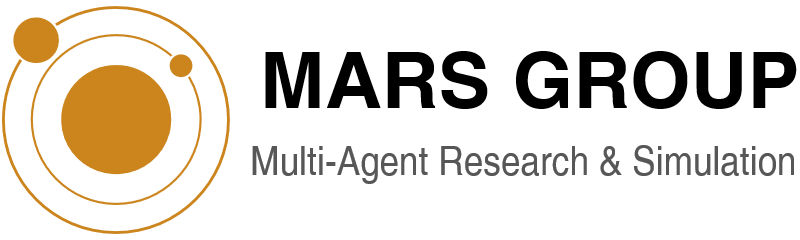 MARS GROUP
Multi-Agent Research & Simulation